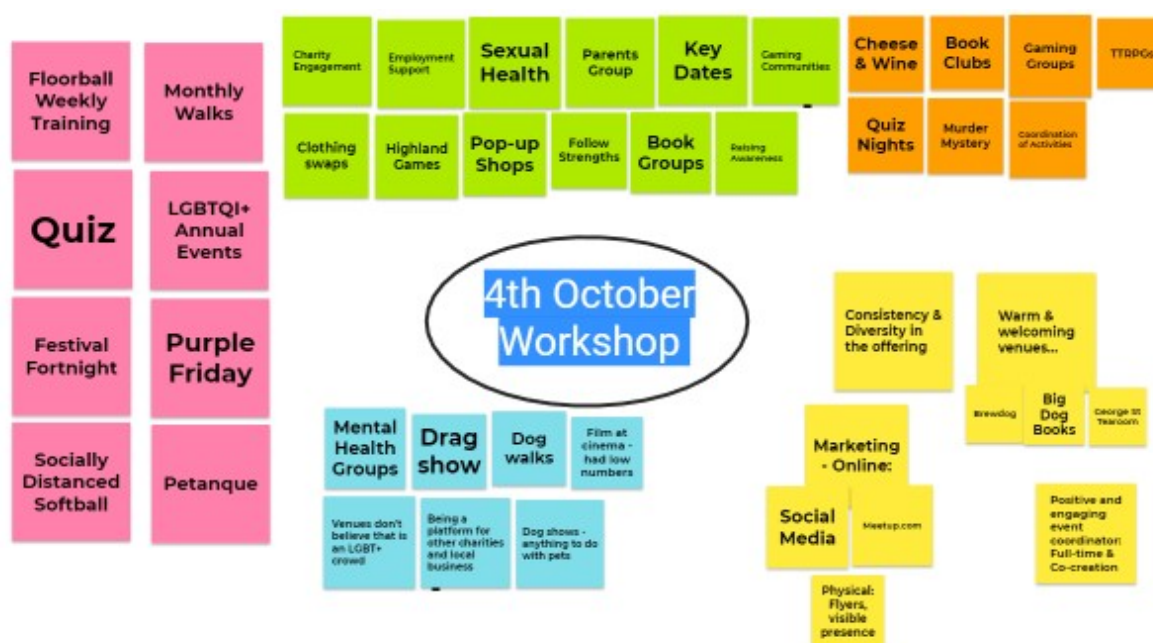 Floorball
Weekly
Training
Monthly
Walks
Quiz
LGBTQI+
Annual
Events
Festival
Fortnight
Purple
Friday
Socially
Distanced
Softball
Petanque
Charity
Engagement
Employment
Support
Sexual
Health
Parents
Group
Key
Dates
Gaming
Communities
Clothing
swaps
Highland
Games
Pop-up
Shops
Follow
Strengths
Book
Groups
Raising
Awareness
Cheese
& Wine
Book
Clubs
Gaming
Groups
TTRPGs
Quiz
Nights
Murder
Mystery
Coordination
of Activities
4th October
Workshop
Mental
Health
Groups
Drag
show
Dog
walks
Film at
cinema -
had low
numbers
Venues don't
believe that is
an LGBT+
crowd
Being a
platform for
other charities
and local
business
Dog shows -
anything to do
with pets
Consistency &
Diversity in
the offering
Warm &
welcoming
venues...
Brewdog
Big
Dog
Books
George St
Tearoom
Marketing
- Online:
Social
Media
Meetup.com
Physical:
Flyers,
visible
presence
Positive and
engaging
event
coordinator:
Full-time &
Co-creation